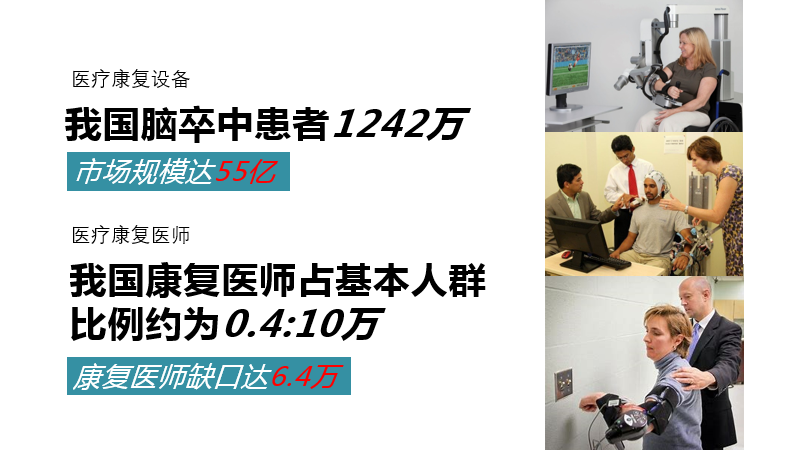 医疗康复设备
我国脑卒中患者1242万
市场规模达55亿
医疗康复医师
我国康复医师占基本人群
比例约为0.4:10万
康复医师缺口达6.4万